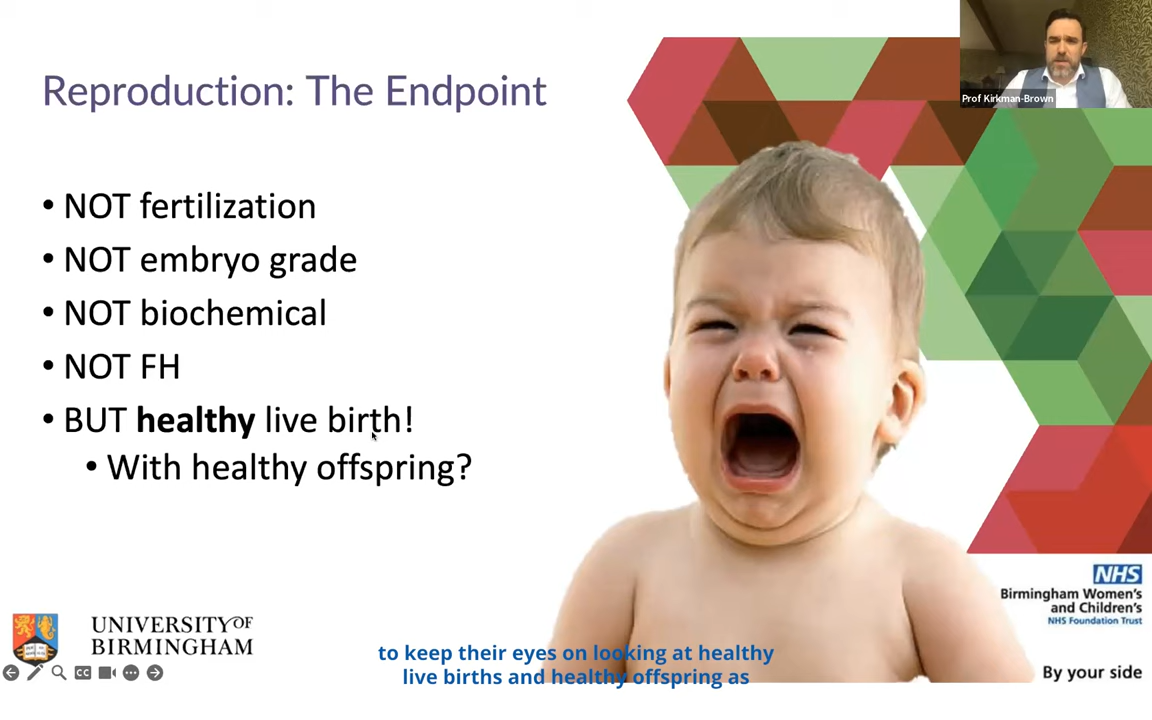 Reproduction: The Endpoint
Prof Kirkman-Brown
• NOT fertilization
• NOT embryo grade
• NOT biochemical
• NOT FH
• BUT healthy live birth!
• With healthy offspring?
UNIVERSITY OF
BIRMINGHAM
NHS
Birmingham Women's
and Children's
NHS Foundation Trust
By your side
CC
to keep their eyes on looking at healthy
live births and healthy offspring as